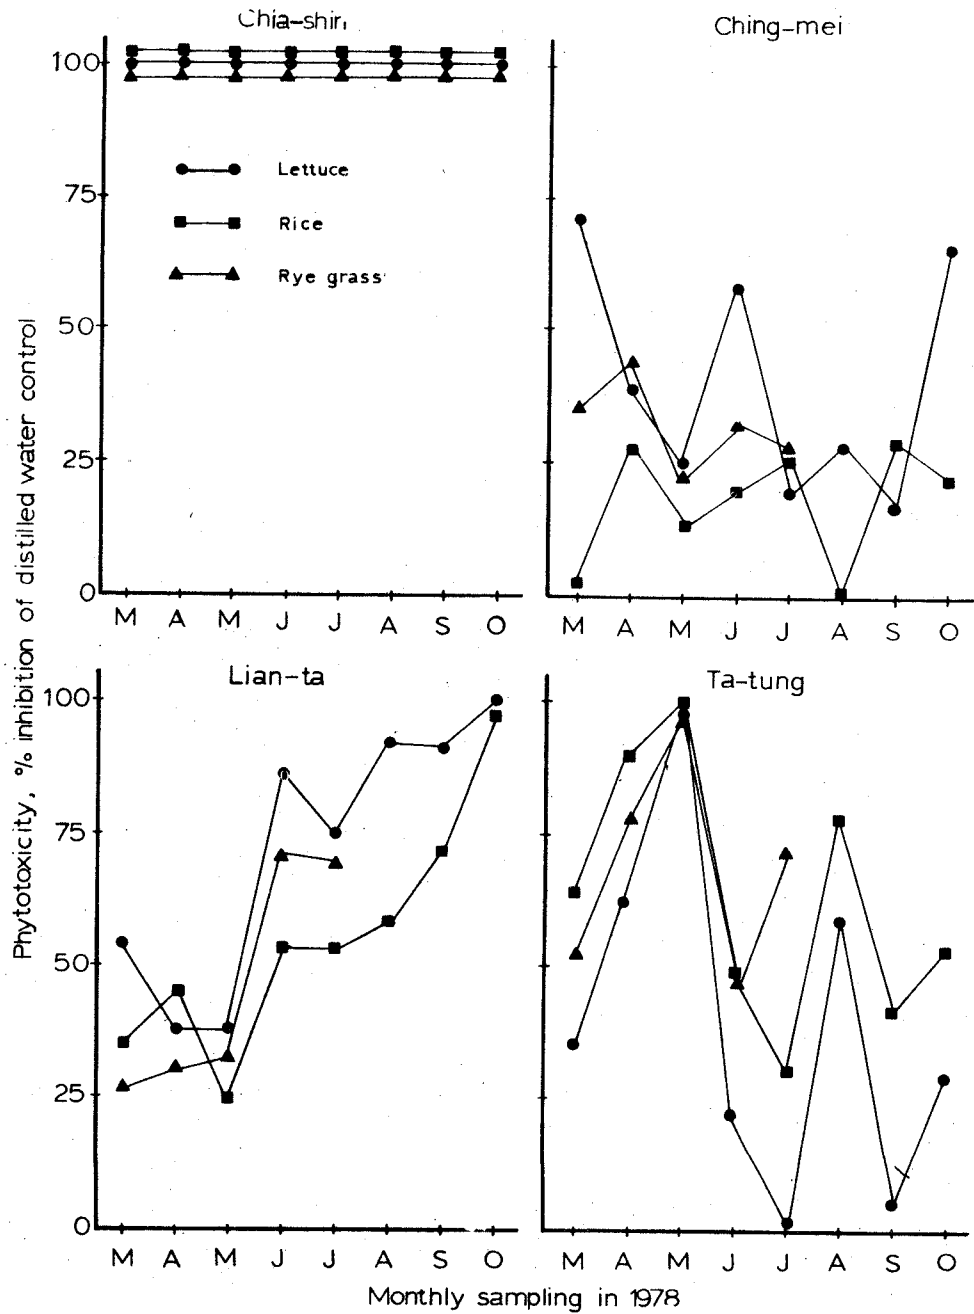 Chia-shin
Ching-mei
100
75
50
25
0
Lettuce
Rice
Rye grass
M A M J J A S O
M A M J J A S O
Lian-ta
Ta-tung
100
75
50
25
0
M A M J J A S O
M A M J J A S O
Phytotoxicity, % inhibition of distilled water control
Monthly sampling in 1978